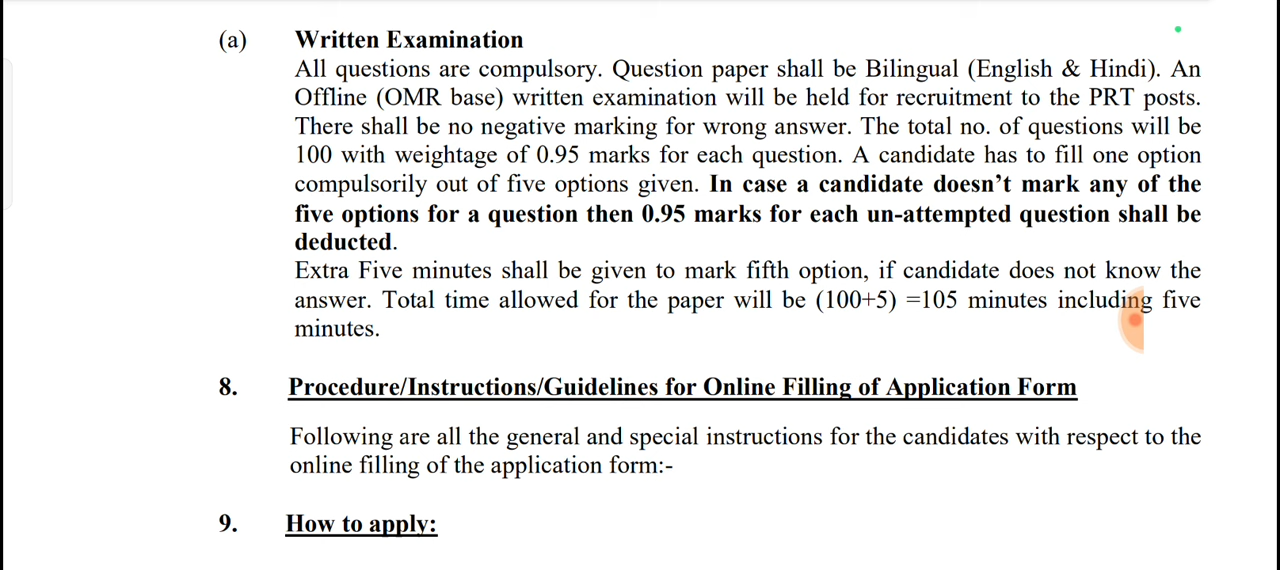 (a) Written Examination
All questions are compulsory. Question paper shall be Bilingual (English & Hindi). An
Offline (OMR base) written examination will be held for recruitment to the PRT posts.
There shall be no negative marking for wrong answer. The total no. of questions will be
100 with weightage of 0.95 marks for each question. A candidate has to fill one option
compulsorily out of five options given. In case a candidate doesn’t mark any of the
five options for a question then 0.95 marks for each un-attempted question shall be
deducted.
Extra Five minutes shall be given to mark fifth option, if candidate does not know the
answer. Total time allowed for the paper will be (100+5) =105 minutes including five
minutes.
8. Procedure/Instructions/Guidelines for Online Filling of Application Form
Following are all the general and special instructions for the candidates with respect to the
online filling of the application form:-
9. How to apply: